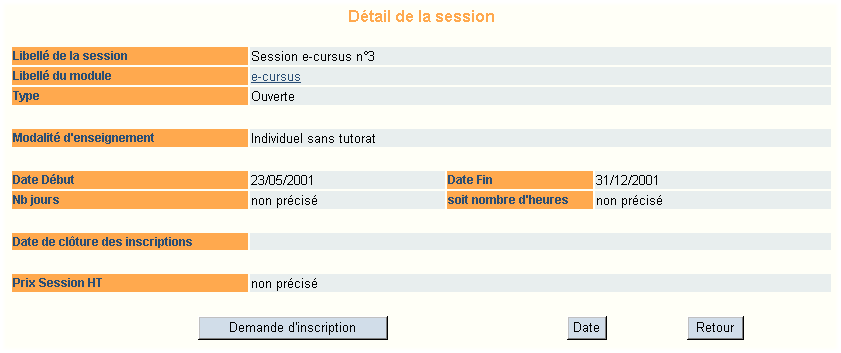 Détail de la session
Libellé de la session Session e-cursus n°3
Libellé du module e-cursus
Type Ouverte
Modalité d'enseignement Individuel sans tutorat
Date Début 23/05/2001 Date Fin 31/12/2001
Nb jours non précisé soit nombre d'heures non précisé
Date de clôture des inscriptions
Prix Session HT non précisé
Demande d'inscription Date Retour